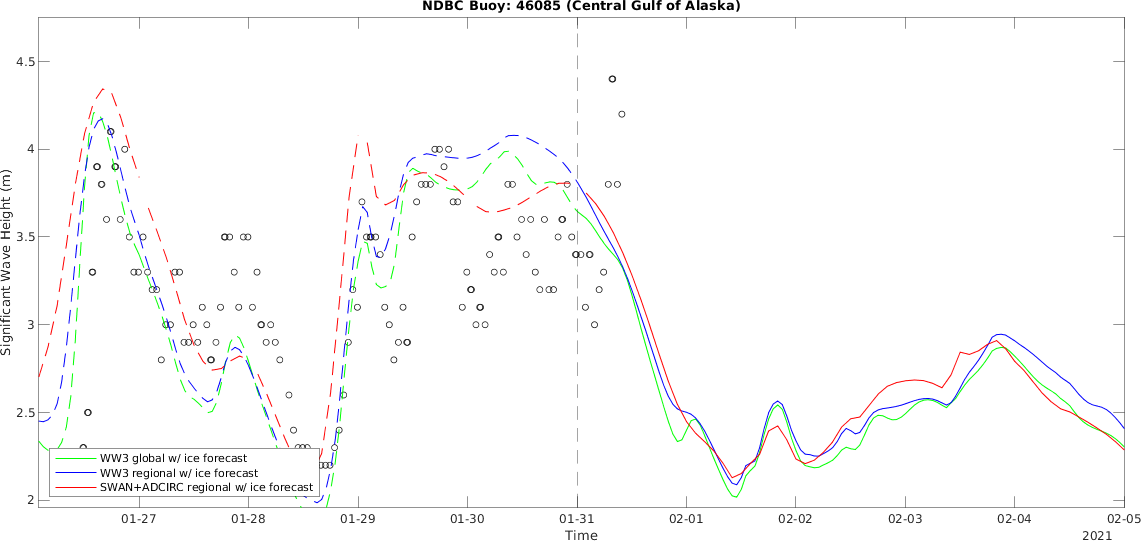 NDBC Buoy: 46085 (Central Gulf of Alaska)
Significant Wave Height (m)
4.5
4
3.5
3
2.5
2
WW3 global w/ ice forecast
WW3 regional w/ ice forecast
SWAN+ADCIRC regional w/ ice forecast
01-27 01-28 01-29 01-30 01-31 02-01 02-02 02-03 02-04 02-05
Time
2021